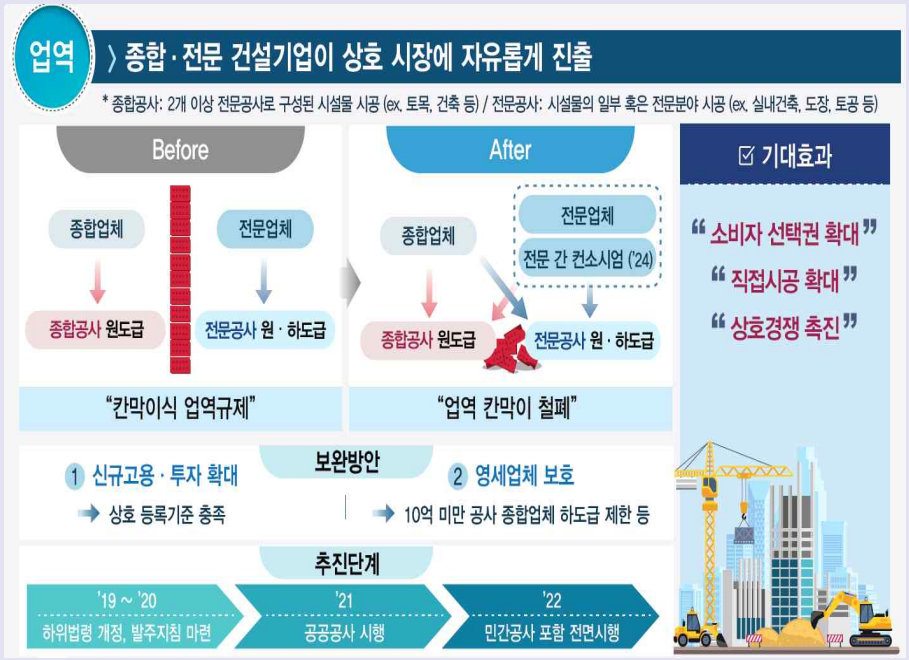 업역
〉종합·전문 건설기업이 상호 시장에 자유롭게 진출
* 종합공사: 2개 이상 전문공사로 구성된 시설물 시공 (ex. 토목, 건축 등) / 전문공사: 시설물의 일부 혹은 전문분야 시공 (ex. 실내건축, 도장, 토공 등)
Before
종합업체
전문업체
종합공사 원도급
전문공사 원·하도급
“칸막이식 업역규제”
After
종합업체
전문업체
전문 간 컨소시엄 ('24)
종합공사 원도급
전문공사 원·하도급
“업역 칸막이 철폐”
기대효과
“ 소비자 선택권 확대 ”
“ 직접시공 확대 ”
“ 상호경쟁 촉진 ”
보완방안
1 신규고용·투자 확대
상호 등록기준 충족
2 영세업체 보호
10억 미만 공사 종합업체 하도급 제한 등
추진단계
'19 ~ '20
하위법령 개정, 발주지침 마련
'21
공공공사 시행
'22
민간공사 포함 전면시행